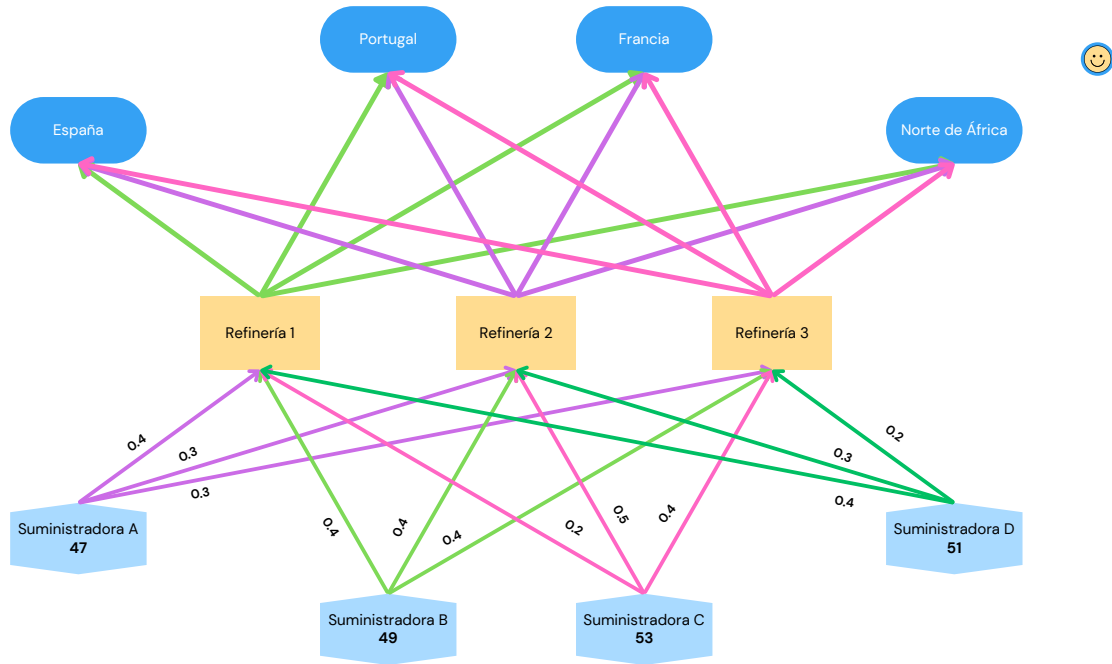 Portugal
Francia
España
Norte de África
Refinería 1
Refinería 2
Refinería 3
0.4
0.3
0.3
0.4
0.4
0.4
0.2
0.5
0.4
0.2
0.3
0.4
Suministradora A
47
Suministradora D
51
Suministradora B
49
Suministradora C
53